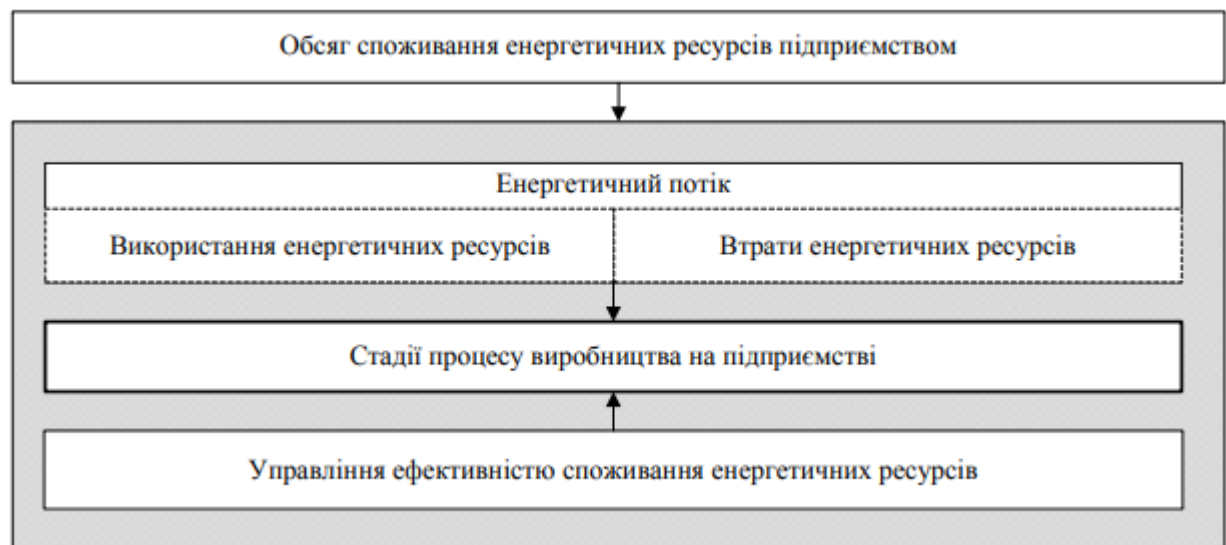 Обсяг споживання енергетичних ресурсів підприємством
Енергетичний потік
Використання енергетичних ресурсів
Втрати енергетичних ресурсів
Стадії процесу виробництва на підприємстві
Управління ефективністю споживання енергетичних ресурсів